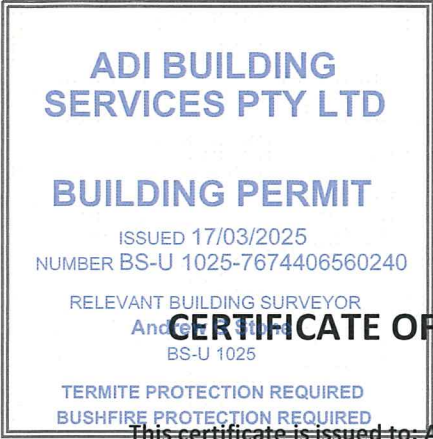 ADI BUILDING
SERVICES PTY LTD
BUILDING PERMIT
ISSUED 17/03/2025
NUMBER BS-U 1025-7674406560240
RELEVANT BUILDING SURVEYOR
Andrew Stone
CERTIFICATE OF
BS-U 1025
TERMITE PROTECTION REQUIRED
BUSHFIRE PROTECTION REQUIRED
This certificate is issued to: A